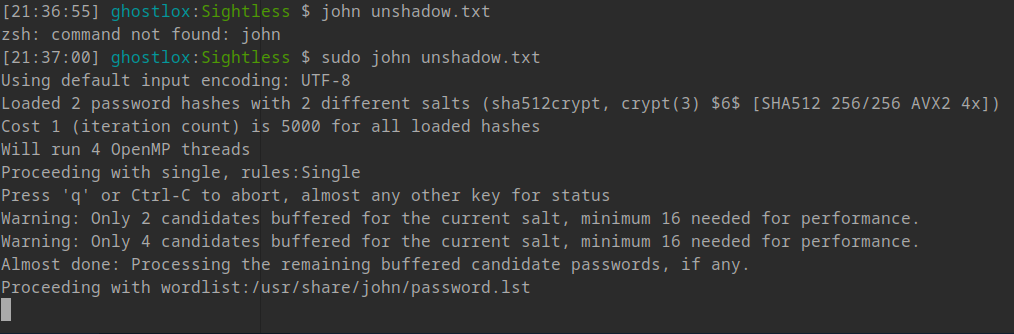 [21:36:55] ghostlox:Sightless $ john unshadow.txt
zsh: command not found: john
[21:37:00] ghostlox:Sightless $ sudo john unshadow.txt
Using default input encoding: UTF-8
Loaded 2 password hashes with 2 different salts (sha512crypt, crypt(3) $6$ [SHA512 256/256 AVX2 4x])
Cost 1 (iteration count) is 5000 for all loaded hashes
Will run 4 OpenMP threads
Proceeding with single, rules:Single
Press 'q' or Ctrl-C to abort, almost any other key for status
Warning: Only 2 candidates buffered for the current salt, minimum 16 needed for performance.
Warning: Only 4 candidates buffered for the current salt, minimum 16 needed for performance.
Almost done: Processing the remaining buffered candidate passwords, if any.
Proceeding with wordlist:/usr/share/john/password.lst